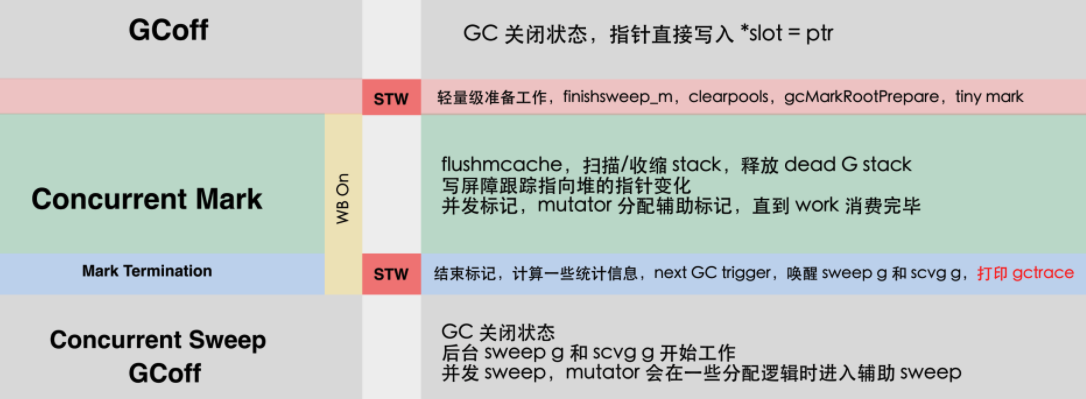 GCoff
GC 关闭状态，指针直接写入 *slot = ptr
STW
轻量级准备工作，finishsweep_m，clearpools，gcMarkRootPrepare，tiny mark
Concurrent Mark
WB On
flushmcache，扫描/收缩 stack，释放 dead G stack
写屏障跟踪指向堆的指针变化
并发标记，mutator 分配辅助标记，直到 work 消费完毕
Mark Termination
STW
结束标记，计算一些统计信息，next GC trigger，唤醒 sweep g 和 scvg g，打印 gctrace
Concurrent Sweep
GCoff
GC 关闭状态
后台 sweep g 和 scvg g 开始工作
并发 sweep，mutator 会在一些分配逻辑时进入辅助 sweep